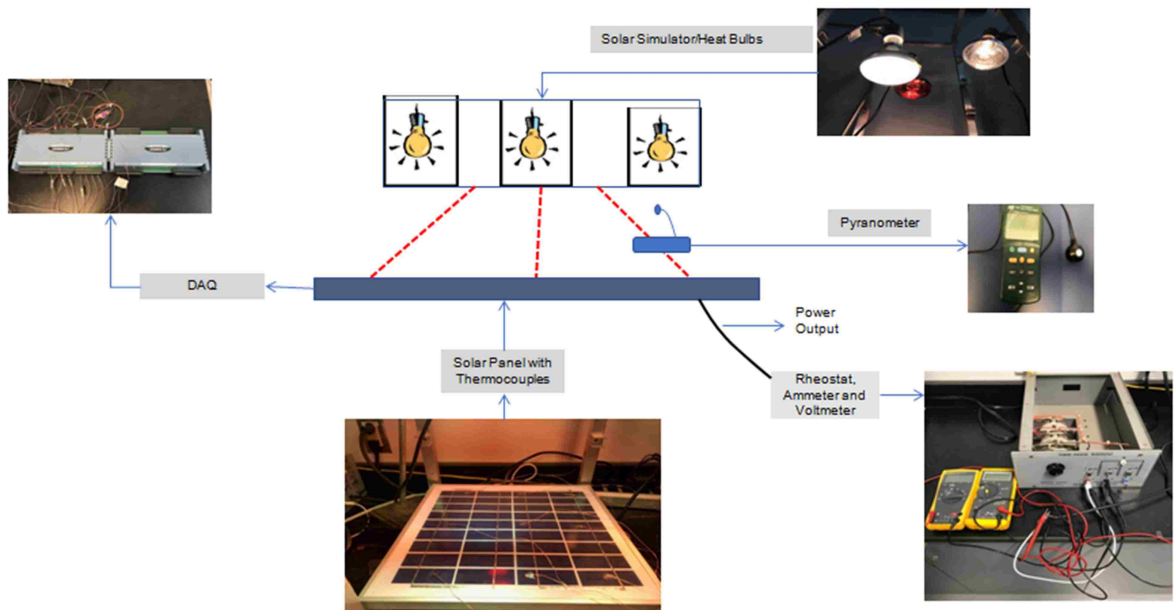 Solar Simulator/Heat Bulbs
Pyranometer
DAQ
Power
Output
Solar Panel with
Thermocouples
Rheostat,
Ammeter and
Voltmeter